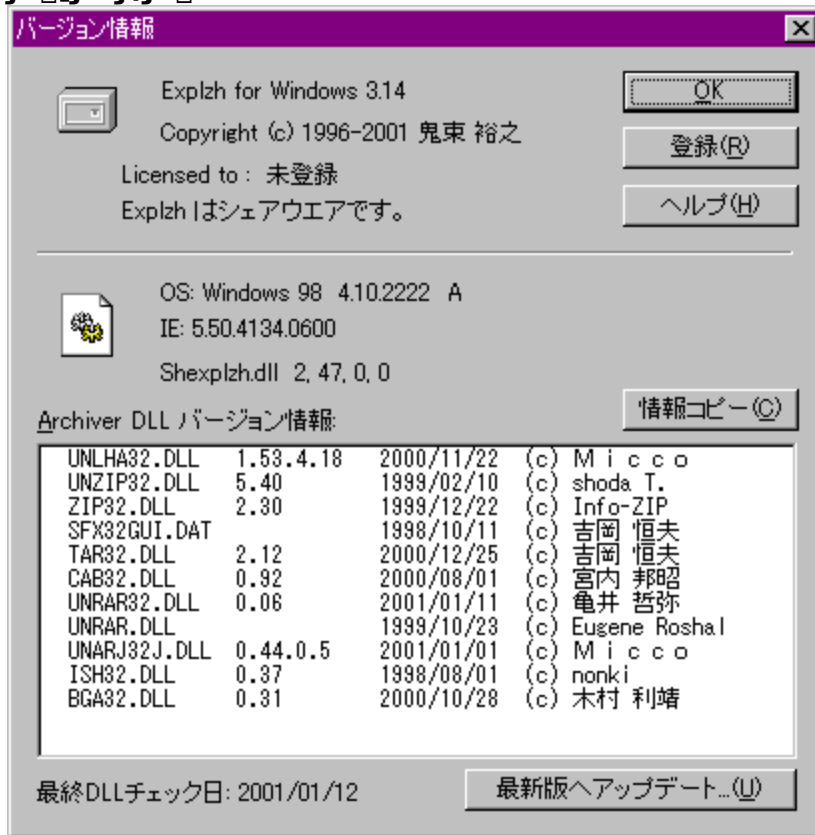 バージョン情報
Explzh for Windows 3.14
Copyright (c) 1996-2001 鬼束 裕之
Licensed to : 未登録
Explzh はシェアウエアです。
OK
登録(R)
ヘルプ(H)
OS: Windows 98 4.10.2222 A
IE: 5.50.4134.0600
Shexplzh.dll 2, 47, 0, 0
情報コピー(C)
Archiver DLL バージョン情報:
UNLHA32.DLL 1.53.4.18 2000/11/22 (c) Ｍｉｃｃｏ
UNZIP32.DLL 5.40 1999/02/10 (c) shoda T.
ZIP32.DLL 2.30 1999/12/22 (c) Info-ZIP
SFX32GUI.DAT 1998/10/11 (c) 吉岡 恒夫
TAR32.DLL 2.12 2000/12/25 (c) 吉岡 恒夫
CAB32.DLL 0.92 2000/08/01 (c) 宮内 邦昭
UNRAR32.DLL 0.06 2001/01/11 (c) 亀井 哲弥
UNRAR.DLL 1999/10/23 (c) Eugene Roshal
UNARJ32J.DLL 0.44.0.5 2001/01/01 (c) Ｍｉｃｃｏ
ISH32.DLL 0.37 1998/08/01 (c) nonki
BGA32.DLL 0.31 2000/10/28 (c) 木村 利靖
最終DLLチェック日: 2001/01/12
最新版へアップデート...(U)